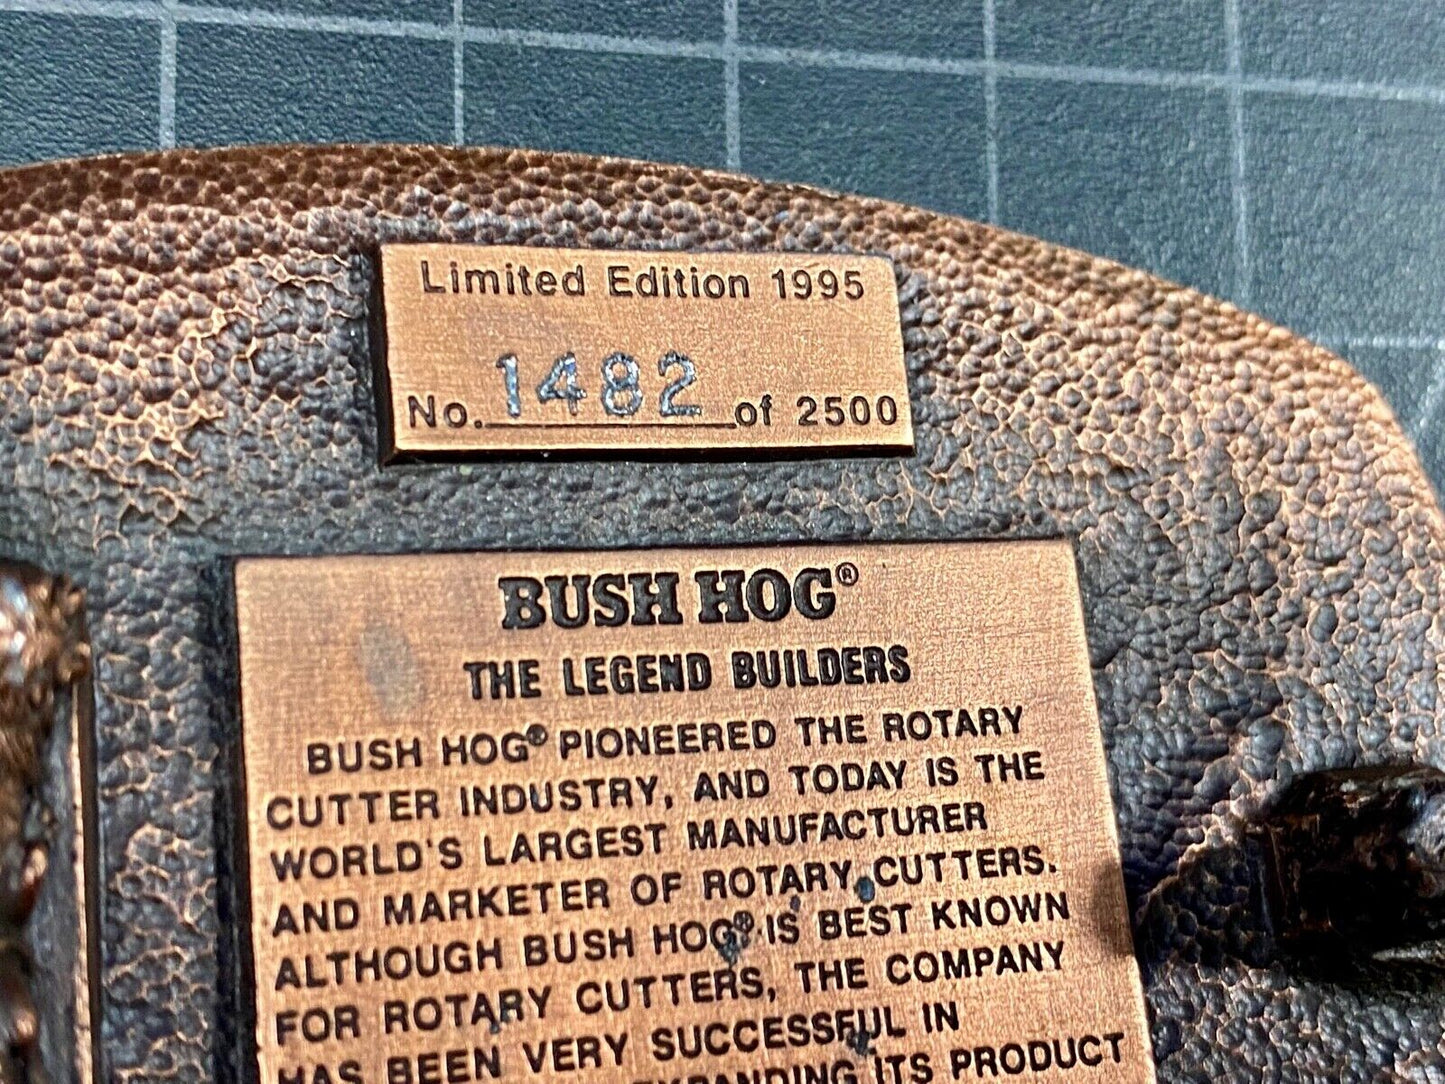 Limited Edition 1995
No. 1482 of 2500
BUSH HOG®
THE LEGEND BUILDERS
BUSH HOG® PIONEERED THE ROTARY
CUTTER INDUSTRY, AND TODAY IS THE
WORLD'S LARGEST MANUFACTURER
AND MARKETER OF ROTARY CUTTERS.
ALTHOUGH BUSH HOG® IS BEST KNOWN
FOR ROTARY CUTTERS, THE COMPANY
HAS BEEN VERY SUCCESSFUL IN
EXPANDING ITS PRODUCT